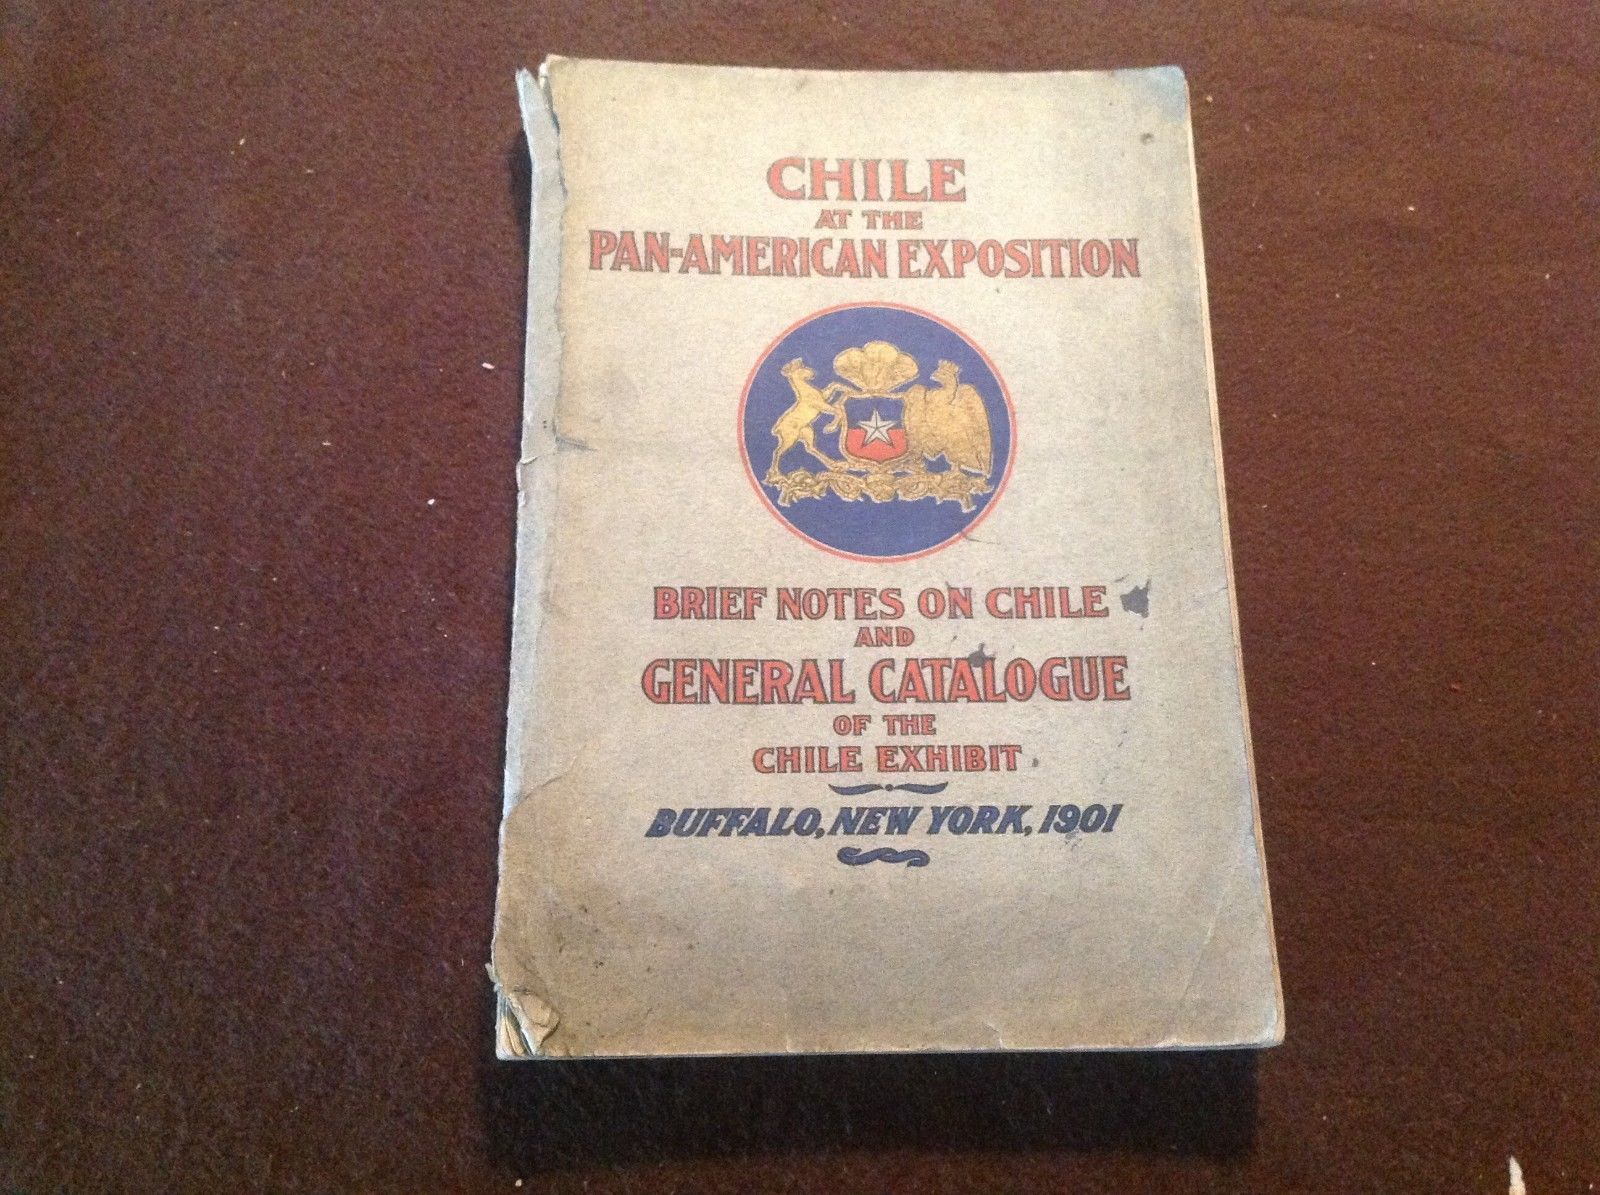 CHILE
AT THE
PAN-AMERICAN EXPOSITION
BRIEF NOTES ON CHILE
AND
GENERAL CATALOGUE
OF THE
CHILE EXHIBIT
BUFFALO, NEW YORK, 1901